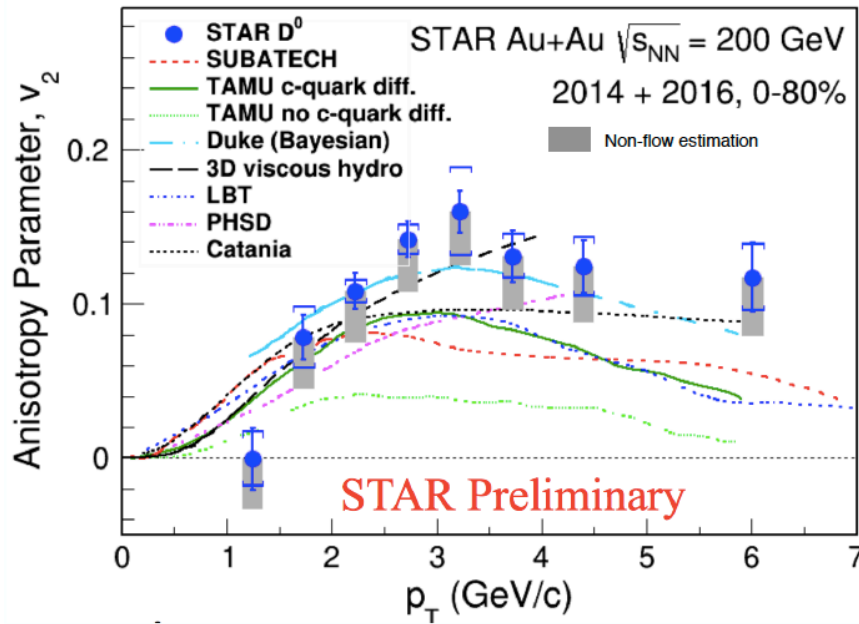 STAR D⁰
SUBATECH
TAMU c-quark diff.
TAMU no c-quark diff.
Duke (Bayesian)
3D viscous hydro
LBT
PHSD
Catania
STAR Au+Au √s_NN = 200 GeV
2014 + 2016, 0-80%
Non-flow estimation
Anisotropy Parameter, v₂
0.2
0.1
0
STAR Preliminary
0 1 2 3 4 5 6 7
p_T (GeV/c)